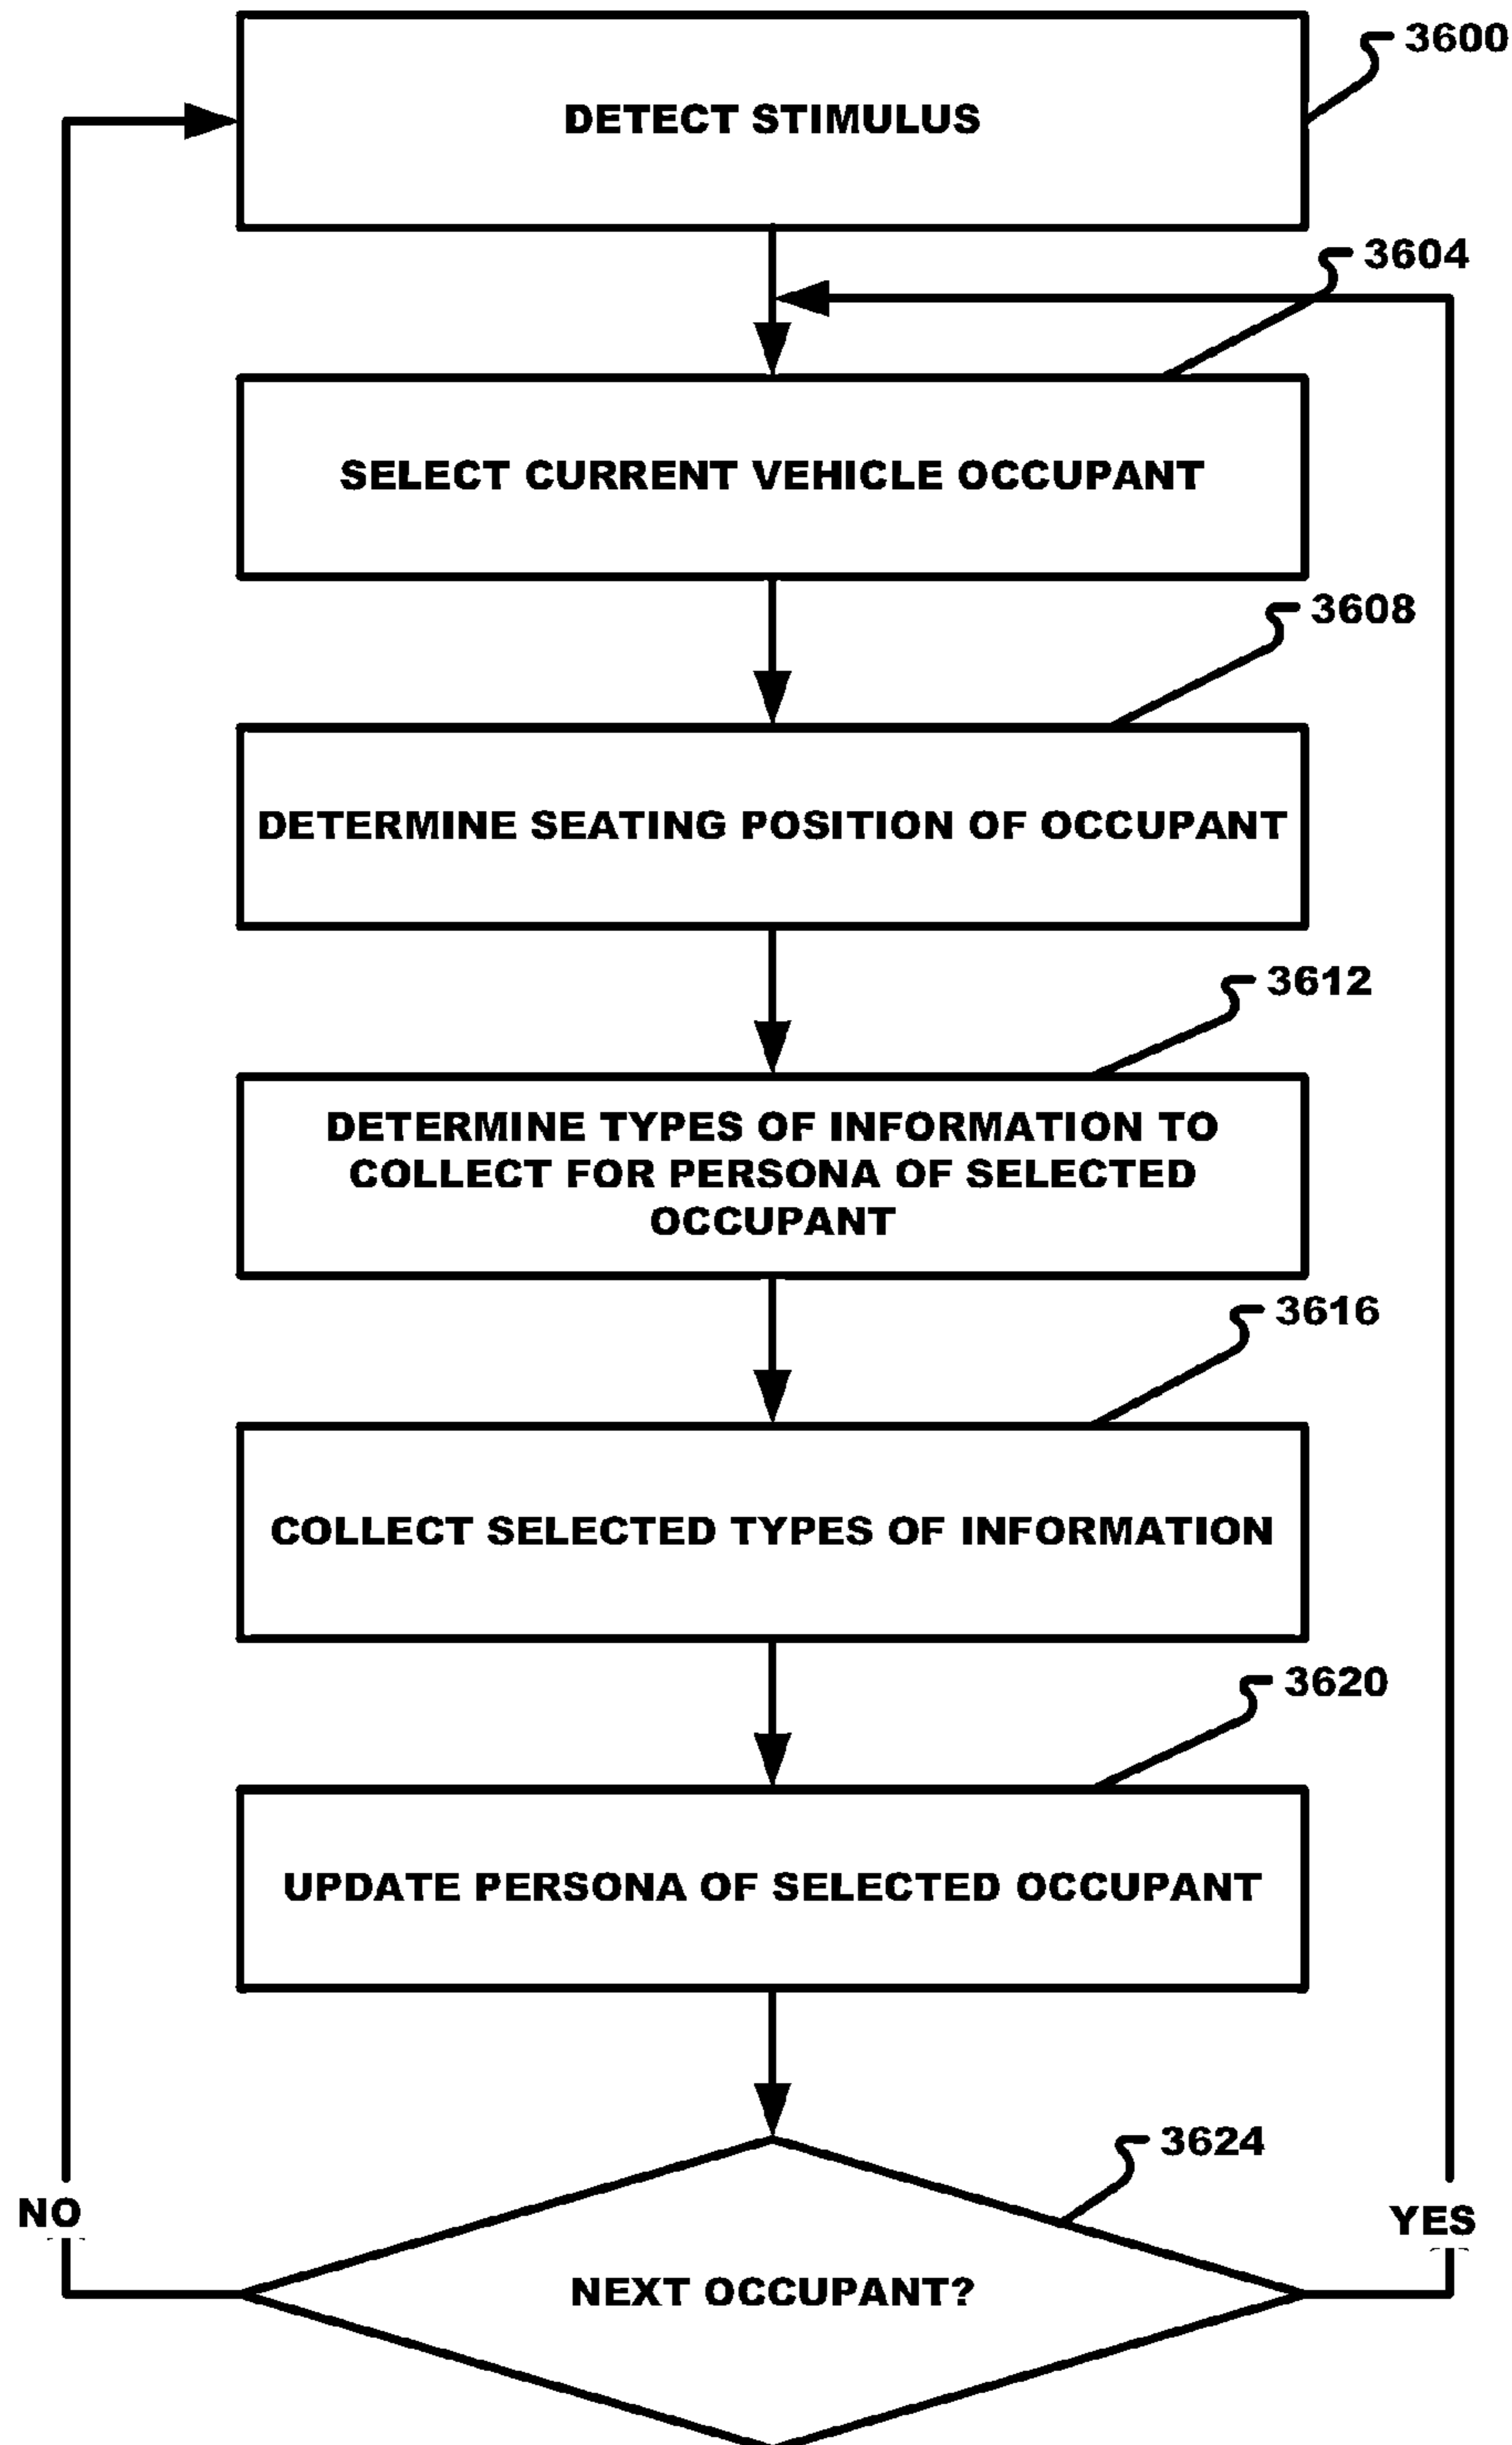 3600
DETECT STIMULUS
3604
SELECT CURRENT VEHICLE OCCUPANT
3608
DETERMINE SEATING POSITION OF OCCUPANT
3612
DETERMINE TYPES OF INFORMATION TO
COLLECT FOR PERSONA OF SELECTED
OCCUPANT
3616
COLLECT SELECTED TYPES OF INFORMATION
3620
UPDATE PERSONA OF SELECTED OCCUPANT
3624
NO
YES
NEXT OCCUPANT?